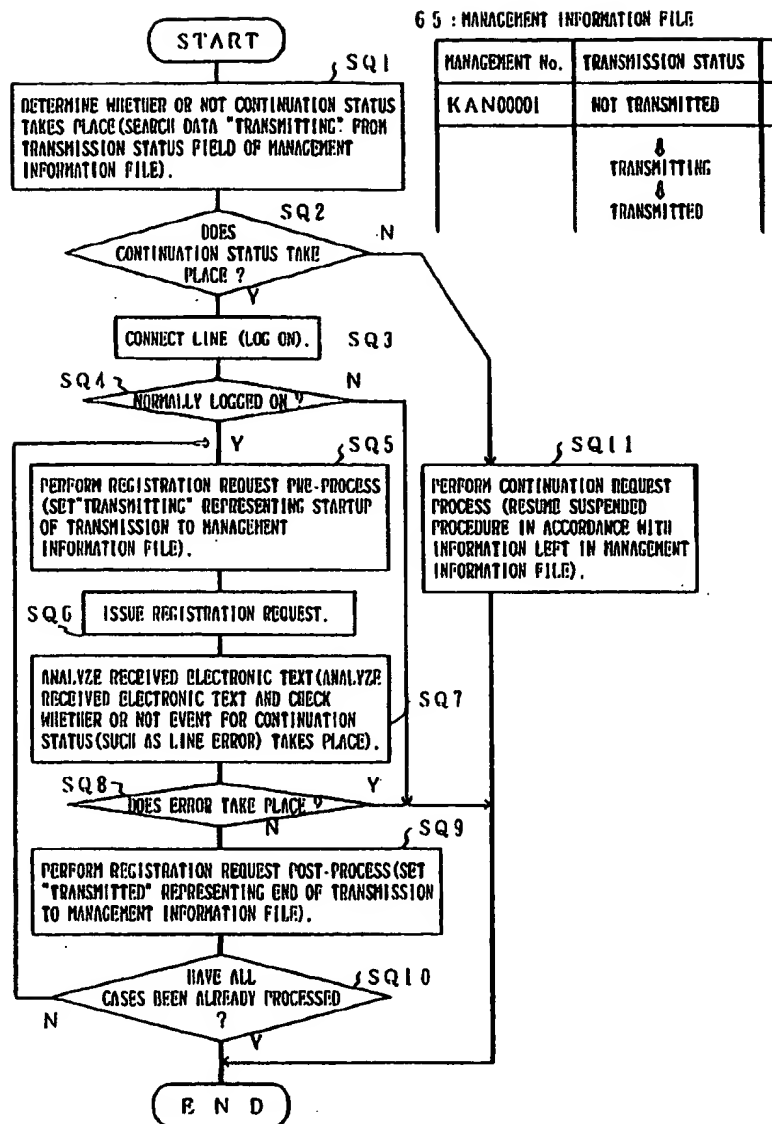 START
65 : MANAGEMENT INFORMATION FILE
MANAGEMENT No. TRANSMISSION STATUS
KAN00001 NOT TRANSMITTED
TRANSMITTING
TRANSMITTED
SQ1
DETERMINE WHETHER OR NOT CONTINUATION STATUS
TAKES PLACE (SEARCH DATA "TRANSMITTING" FROM
TRANSMISSION STATUS FIELD OF MANAGEMENT
INFORMATION FILE).
SQ2
DOES
CONTINUATION STATUS TAKE
PLACE ?
N
Y
CONNECT LINE (LOG ON).
SQ3
SQ4
NORMALLY LOGGED ON ?
N
Y
SQ5
PERFORM REGISTRATION REQUEST PRE-PROCESS
(SET "TRANSMITTING" REPRESENTING STARTUP
OF TRANSMISSION TO MANAGEMENT
INFORMATION FILE).
SQ11
PERFORM CONTINUATION REQUEST
PROCESS (RESUME SUSPENDED
PROCEDURE IN ACCORDANCE WITH
INFORMATION LEFT IN MANAGEMENT
INFORMATION FILE).
SQ6
ISSUE REGISTRATION REQUEST.
ANALYZE RECEIVED ELECTRONIC TEXT (ANALYZE
RECEIVED ELECTRONIC TEXT AND CHECK
WHETHER OR NOT EVENT FOR CONTINUATION
STATUS (SUCH AS LINE ERROR) TAKES PLACE).
SQ7
SQ8
DOES ERROR TAKE PLACE ?
Y
N
SQ9
PERFORM REGISTRATION REQUEST POST-PROCESS (SET
"TRANSMITTED" REPRESENTING END OF TRANSMISSION
TO MANAGEMENT INFORMATION FILE).
HAVE ALL
CASES BEEN ALREADY PROCESSED
?
SQ10
N
Y
END